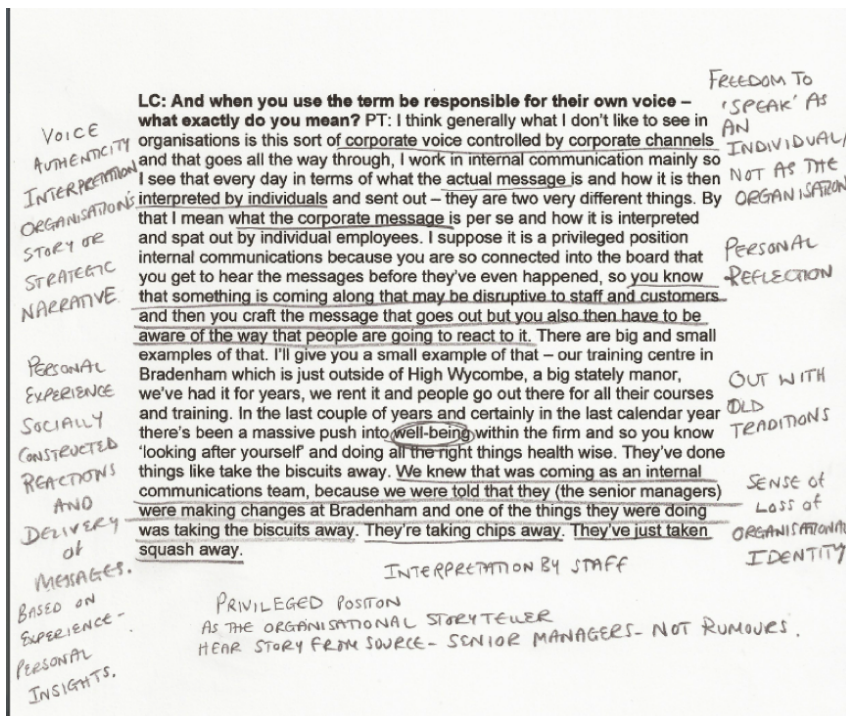 LC: And when you use the term be responsible for their own voice –
what exactly do you mean? PT: I think generally what I don't like to see in
organisations is this sort of corporate voice controlled by corporate channels
and that goes all the way through, I work in internal communication mainly so
I see that every day in terms of what the actual message is and how it is then
interpreted by individuals and sent out – they are two very different things. By
that I mean what the corporate message is per se and how it is interpreted
and spat out by individual employees. I suppose it is a privileged position
internal communications because you are so connected into the board that
you get to hear the messages before they've even happened, so you know
that something is coming along that may be disruptive to staff and customers
and then you craft the message that goes out but you also then have to be
aware of the way that people are going to react to it. There are big and small
examples of that. I'll give you a small example of that – our training centre in
Bradenham which is just outside of High Wycombe, a big stately manor,
we've had it for years, we rent it and people go out there for all their courses
and training. In the last couple of years and certainly in the last calendar year
there's been a massive push into well-being within the firm and so you know
'looking after yourself' and doing all the right things health wise. They've done
things like take the biscuits away. We knew that was coming as an internal
communications team, because we were told that they (the senior managers)
were making changes at Bradenham and one of the things they were doing
was taking the biscuits away. They're taking chips away. They've just taken
squash away.
VOICE
AUTHENTICITY
INTERPRETATION
ORGANISATION'S
STORY OR
STRATEGIC
NARRATIVE
PERSONAL
EXPERIENCE
SOCIALLY
CONSTRUCTED
REACTIONS
AND
DELIVERY
of
MESSAGES.
BASED ON
EXPERIENCE -
PERSONAL
INSIGHTS.
FREEDOM TO
'SPEAK' AS
AN
INDIVIDUAL/
NOT AS THE
ORGANISATION
PERSONAL
REFLECTION
OUT WITH
OLD
TRADITIONS
SENSE of
LOSS of
ORGANISATIONAL
IDENTITY
INTERPRETATION BY STAFF
PRIVILEGED POSITON
AS THE ORGANISATIONAL STORYTELLER
HEAR STORY FROM SOURCE - SENIOR MANAGERS - NOT RUMOURS.